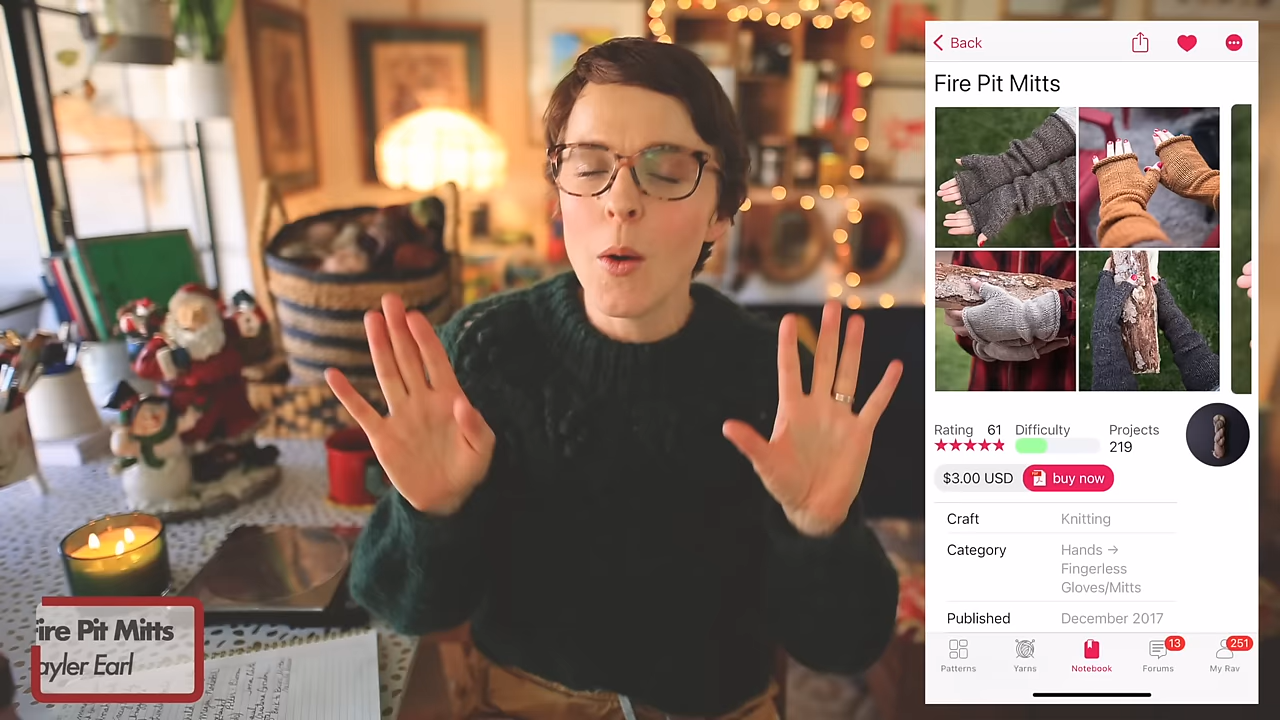 Back
Fire Pit Mitts
Rating 61 Difficulty Projects
219
$3.00 USD buy now
Craft Knitting
Category Hands →
Fingerless
Gloves/Mitts
Published December 2017
13 251
Patterns Yarns Notebook Forums My Rav
ire Pit Mitts
ayler Earl